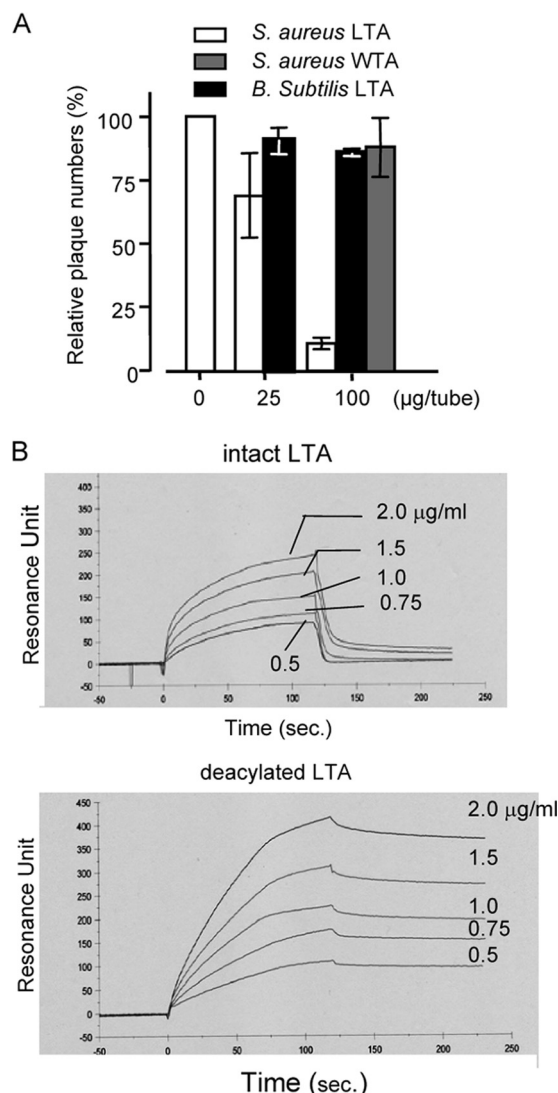 A
S. aureus LTA
S. aureus WTA
B. Subtilis LTA
Relative plaque numbers (%)
100
75
50
25
0
0 25 100 (µg/tube)
B
intact LTA
Resonance Unit
400
350
300
250
200
150
100
50
0
-50
2.0 µg/ml
1.5
1.0
0.75
0.5
-50 0 50 100 150 200 250
Time (sec.)
deacylated LTA
Resonance Unit
450
400
350
300
250
200
150
100
50
0
-50
2.0 µg/ml
1.5
1.0
0.75
0.5
-50 0 50 100 150 200 250
Time (sec.)